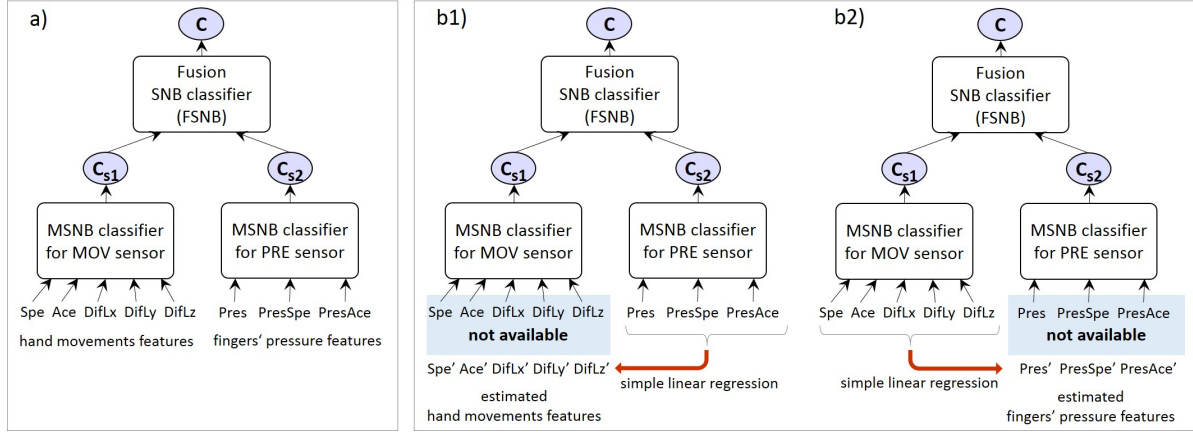 a)
C
Fusion
SNB classifier
(FSNB)
Cs1
Cs2
MSNB classifier
for MOV sensor
MSNB classifier
for PRE sensor
Spe Ace DifLx DifLy DifLz
Pres PresSpe PresAce
hand movements features
fingers' pressure features
b1)
C
Fusion
SNB classifier
(FSNB)
Cs1
Cs2
MSNB classifier
for MOV sensor
MSNB classifier
for PRE sensor
Spe Ace DifLx DifLy DifLz
Pres PresSpe PresAce
not available
Spe’ Ace’ DifLx’ DifLy’ DifLz’
simple linear regression
estimated
hand movements features
b2)
C
Fusion
SNB classifier
(FSNB)
Cs1
Cs2
MSNB classifier
for MOV sensor
MSNB classifier
for PRE sensor
Spe Ace DifLx DifLy DifLz
Pres PresSpe PresAce
not available
simple linear regression
Pres’ PresSpe’ PresAce’
estimated
fingers’ pressure features